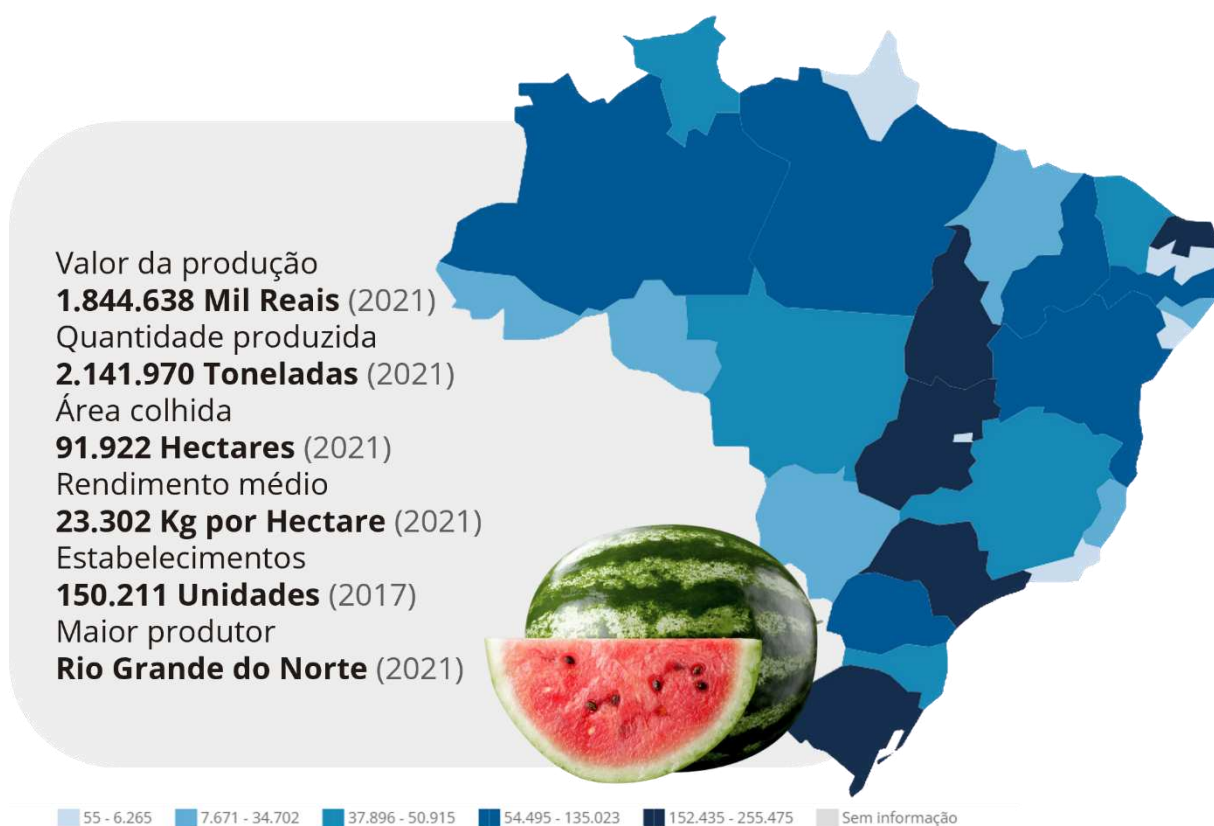 Valor da produção
1.844.638 Mil Reais (2021)
Quantidade produzida
2.141.970 Toneladas (2021)
Área colhida
91.922 Hectares (2021)
Rendimento médio
23.302 Kg por Hectare (2021)
Estabelecimentos
150.211 Unidades (2017)
Maior produtor
Rio Grande do Norte (2021)
55 - 6.265 7.671 - 34.702 37.896 - 50.915 54.495 - 135.023 152.435 - 255.475 Sem informação